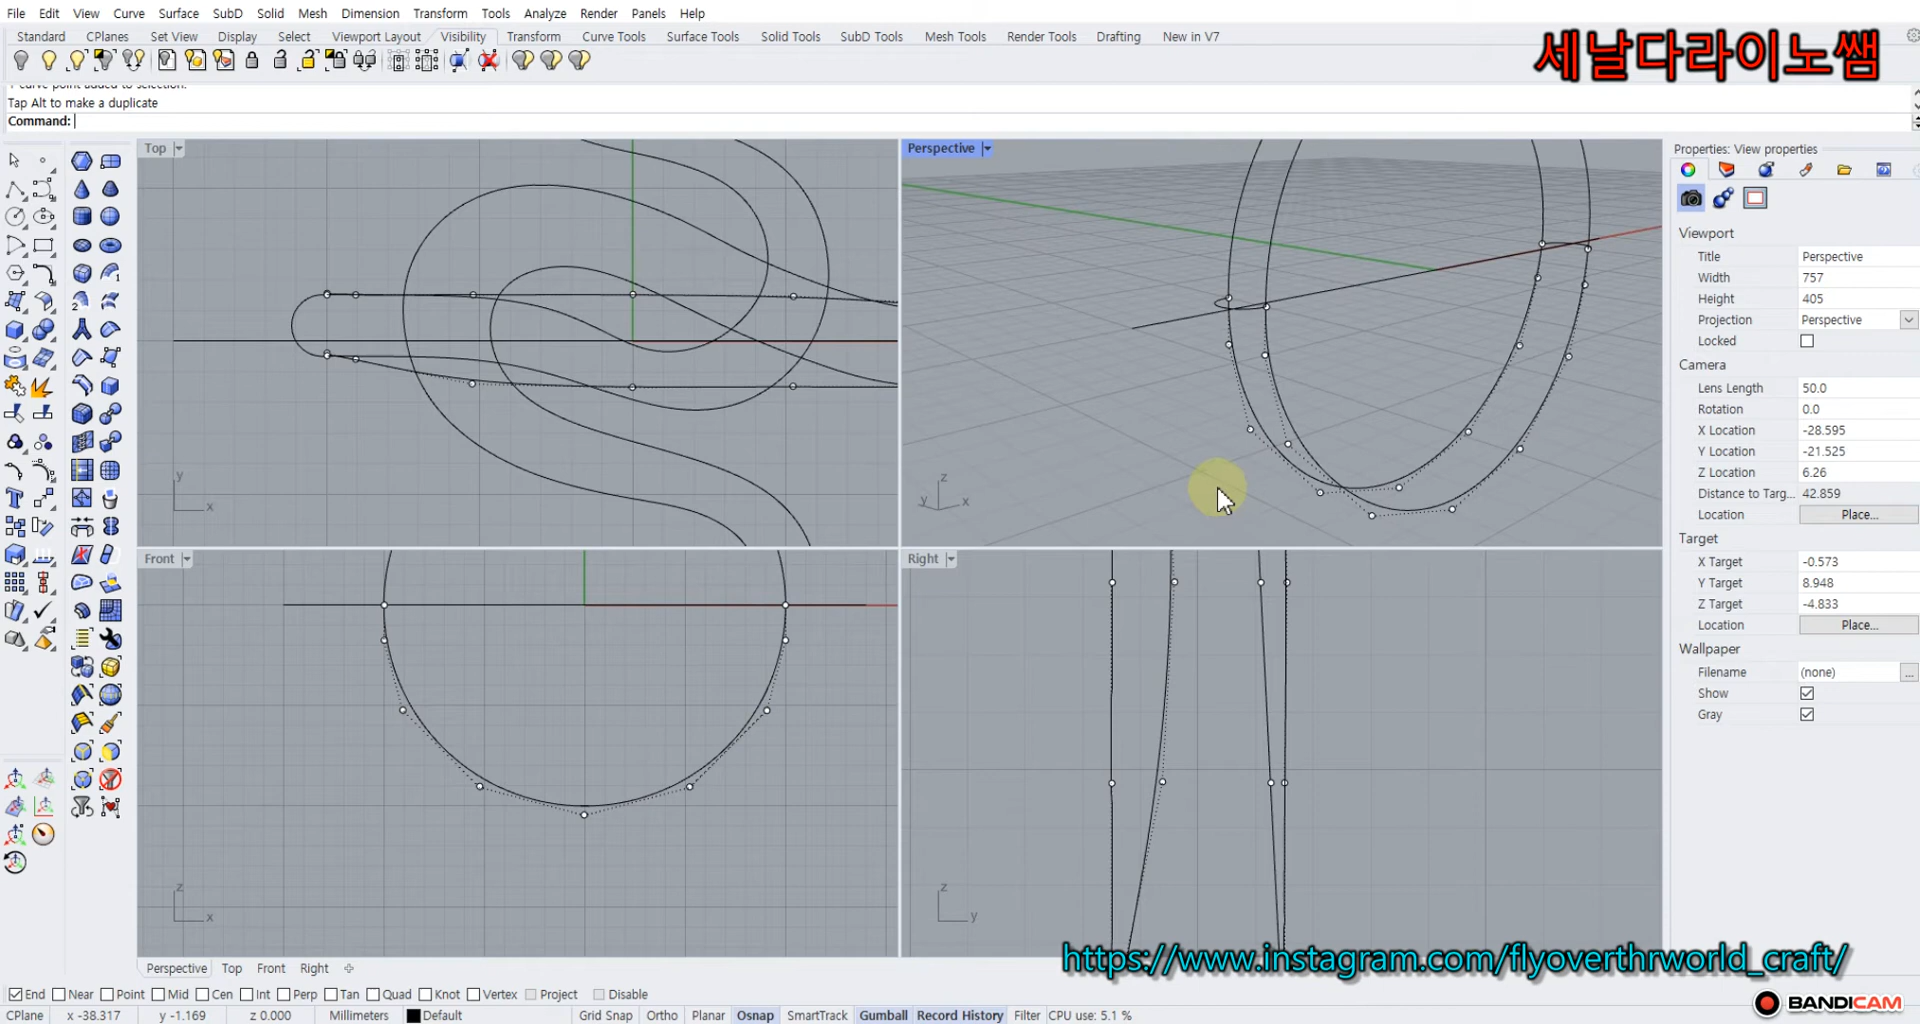 File Edit View Curve Surface SubD Solid Mesh Dimension Transform Tools Analyze Render Panels Help
Standard CPlanes Set View Display Select Viewport Layout Visibility Transform Curve Tools Surface Tools Solid Tools SubD Tools Mesh Tools Render Tools Drafting New in V7
세날다라이노쌤
1 curve point added to selection.
Tap Alt to make a duplicate
Command:
Top
Perspective
Properties: View properties
Viewport
Title Perspective
Width 757
Height 405
Projection Perspective
Locked
Camera
Lens Length 50.0
Rotation 0.0
X Location -28.595
Y Location -21.525
Z Location 6.26
Distance to Targ... 42.859
Location Place...
Target
X Target -0.573
Y Target 8.948
Z Target -4.833
Location Place...
Wallpaper
Filename (none) ...
Show
Gray
y x
z y x
Front
Right
z x
z y
https://www.instagram.com/flyoverthrworld_craft/
Perspective Top Front Right
End Near Point Mid Cen Int Perp Tan Quad Knot Vertex Project Disable
CPlane x -38.317 y -1.169 z 0.000 Millimeters Default Grid Snap Ortho Planar Osnap SmartTrack Gumball Record History Filter CPU use: 5.1 %
BANDICAM